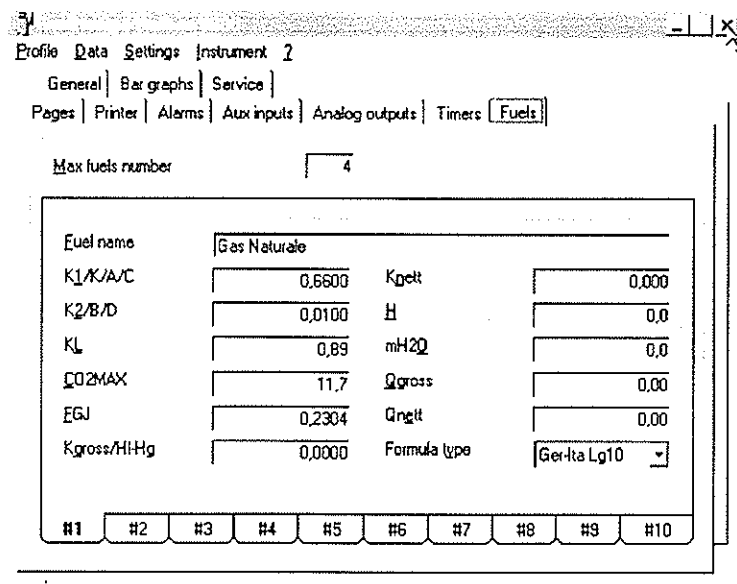 Profile Data Settings Instrument ?
General Bar graphs Service
Pages Printer Alarms Aux inputs Analog outputs Timers Fuels
Max fuels number 4
Fuel name Gas Naturale
K1/K/A/C 0,6600 Knett 0,000
K2/B/D 0,0100 H 0,0
KL 0,89 mH2O 0,0
CO2MAX 11,7 Qgross 0,00
FGJ 0,2304 Qnett 0,00
Kgross/Hl-Hg 0,0000 Formula type Ger-Ita Lg10
#1 #2 #3 #4 #5 #6 #7 #8 #9 #10